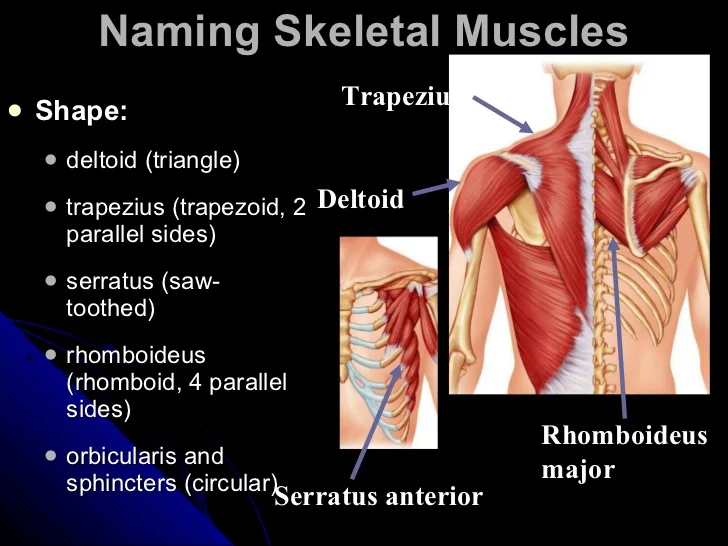 Naming Skeletal Muscles
Shape:
deltoid (triangle)
trapezius (trapezoid, 2
parallel sides)
serratus (saw-
toothed)
rhomboideus
(rhomboid, 4 parallel
sides)
orbicularis and
sphincters (circular)
Trapeziu
Deltoid
Rhomboideus
major
Serratus anterior